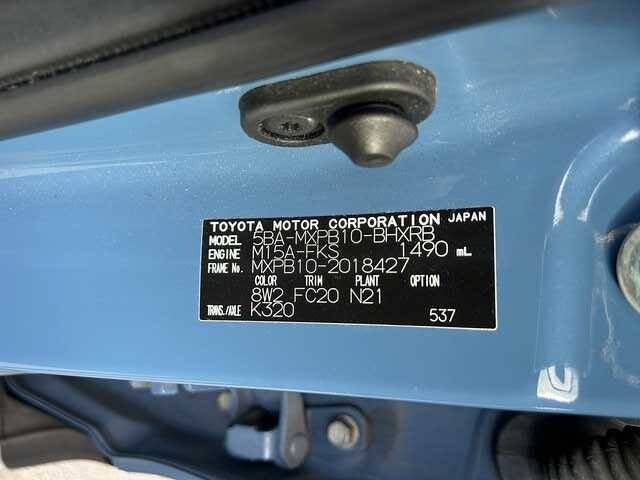 TOYOTA MOTOR CORPORATION JAPAN
MODEL 5BA-MXPB10-BHXRB
ENGINE M15A-FKS 1490 mL
FRAME No. MXPB10-2018427
COLOR TRIM PLANT OPTION
8W2 FC20 N21
TRANS./AXLE K320 537